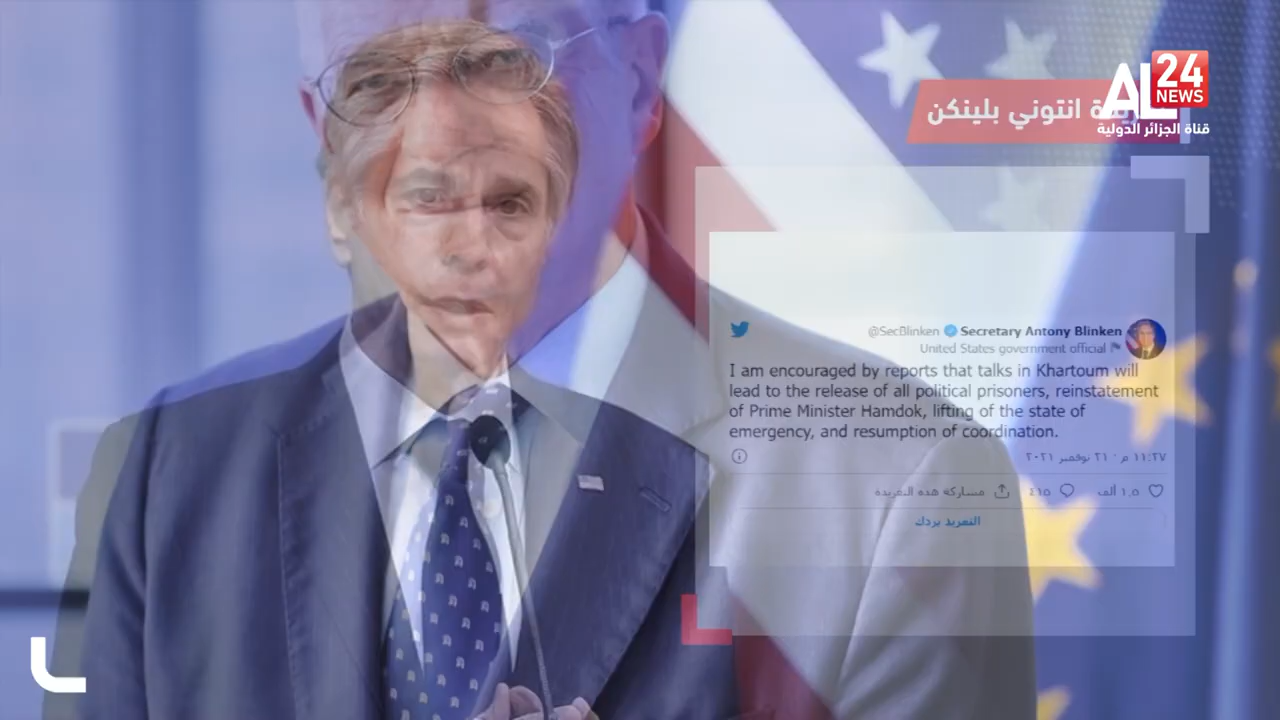 AL
24
NEWS
انتوني بلينكن
قناة الجزائر الدولية
Secretary Antony Blinken @SecBlinken
United States government official
I am encouraged by reports that talks in Khartoum will
lead to the release of all political prisoners, reinstatement
of Prime Minister Hamdok, lifting of the state of
emergency, and resumption of coordination.
١١:٢٧ م · ٢١ نوفمبر ٢٠٢١
١.٥ ألف ٤١٥ مشاركة هذه التغريدة
التغريد بردك